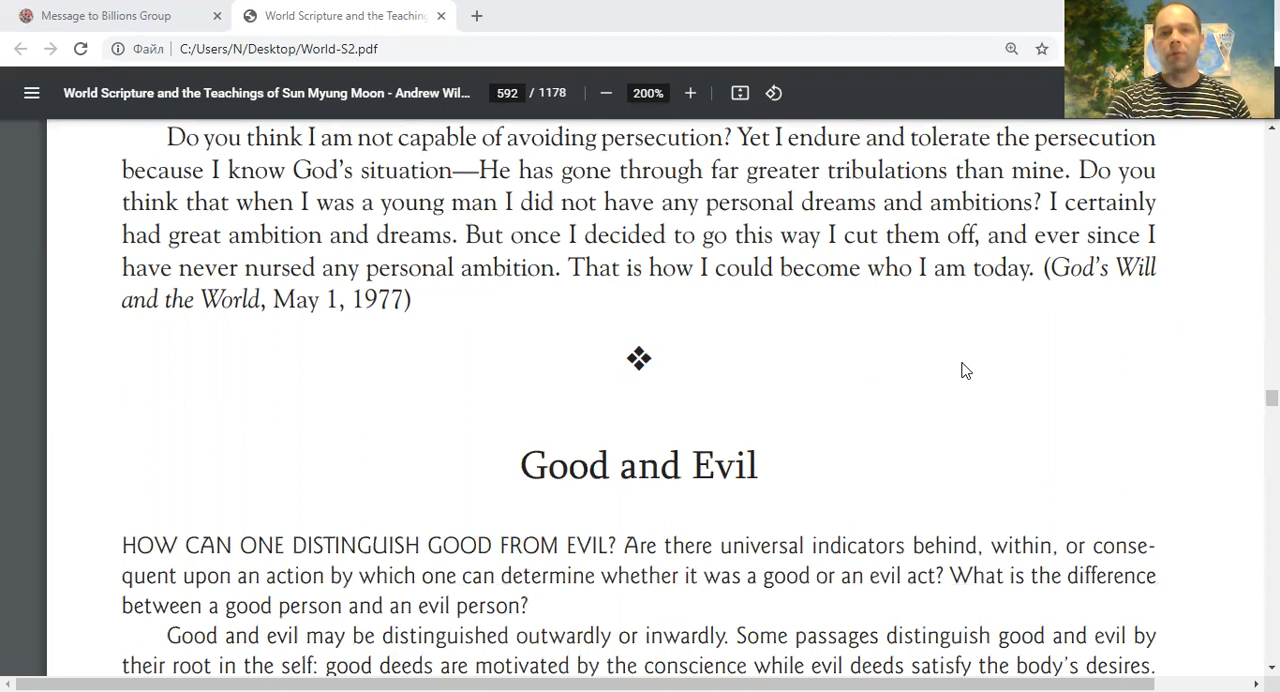 Message to Billions Group
World Scripture and the Teaching
Файл
C:/Users/N/Desktop/World-S2.pdf
World Scripture and the Teachings of Sun Myung Moon - Andrew Wil...
592 / 1178
200%
Do you think I am not capable of avoiding persecution? Yet I endure and tolerate the persecution
because I know God's situation—He has gone through far greater tribulations than mine. Do you
think that when I was a young man I did not have any personal dreams and ambitions? I certainly
had great ambition and dreams. But once I decided to go this way I cut them off, and ever since I
have never nursed any personal ambition. That is how I could become who I am today. (God's Will
and the World, May 1, 1977)
Good and Evil
HOW CAN ONE DISTINGUISH GOOD FROM EVIL? Are there universal indicators behind, within, or conse-
quent upon an action by which one can determine whether it was a good or an evil act? What is the difference
between a good person and an evil person?
Good and evil may be distinguished outwardly or inwardly. Some passages distinguish good and evil by
their root in the self: good deeds are motivated by the conscience while evil deeds satisfy the body's desires.